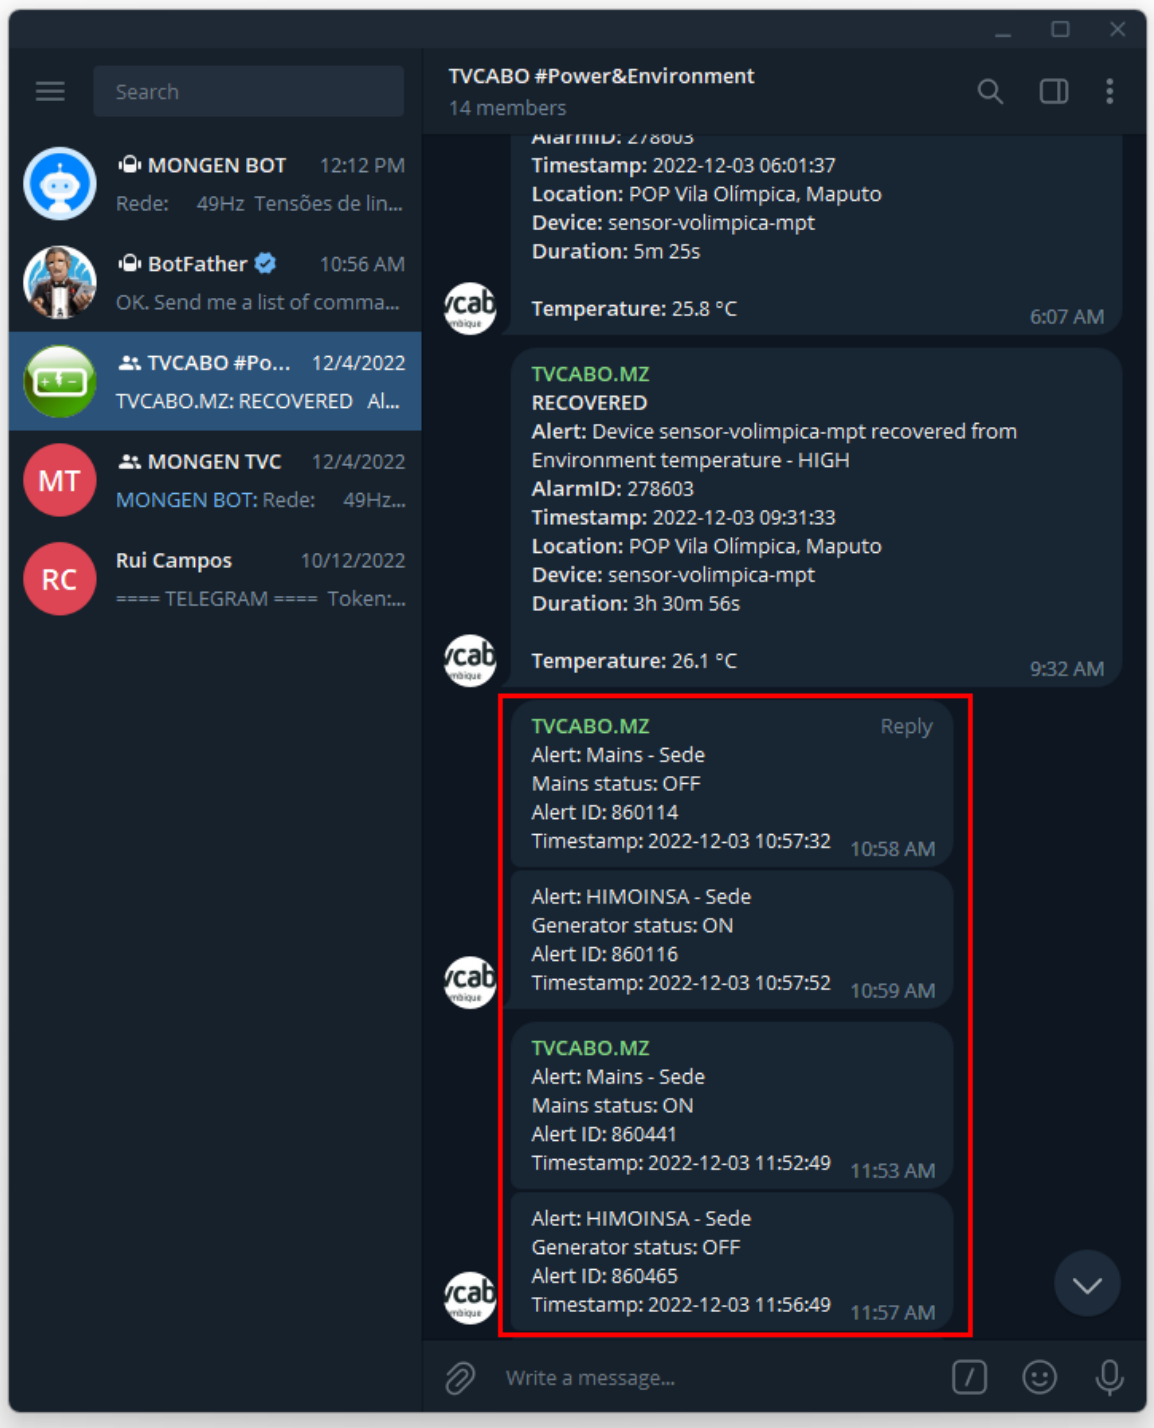 Search
MONGEN BOT 12:12 PM
Rede: 49Hz Tensões de lin...
BotFather 10:56 AM
OK. Send me a list of comma...
TVCABO #Po... 12/4/2022
TVCABO.MZ: RECOVERED Al...
MT
MONGEN TVC 12/4/2022
MONGEN BOT: Rede: 49Hz...
RC
Rui Campos 10/12/2022
==== TELEGRAM ==== Token:...
TVCABO #Power&Environment
14 members
AlarmID: 278603
Timestamp: 2022-12-03 06:01:37
Location: POP Vila Olímpica, Maputo
Device: sensor-volimpica-mpt
Duration: 5m 25s
Temperature: 25.8 °C
6:07 AM
TVCABO.MZ
RECOVERED
Alert: Device sensor-volimpica-mpt recovered from
Environment temperature - HIGH
AlarmID: 278603
Timestamp: 2022-12-03 09:31:33
Location: POP Vila Olímpica, Maputo
Device: sensor-volimpica-mpt
Duration: 3h 30m 56s
Temperature: 26.1 °C
9:32 AM
TVCABO.MZ Reply
Alert: Mains - Sede
Mains status: OFF
Alert ID: 860114
Timestamp: 2022-12-03 10:57:32 10:58 AM
Alert: HIMOINSA - Sede
Generator status: ON
Alert ID: 860116
Timestamp: 2022-12-03 10:57:52 10:59 AM
TVCABO.MZ
Alert: Mains - Sede
Mains status: ON
Alert ID: 860441
Timestamp: 2022-12-03 11:52:49 11:53 AM
Alert: HIMOINSA - Sede
Generator status: OFF
Alert ID: 860465
Timestamp: 2022-12-03 11:56:49 11:57 AM
Write a message...